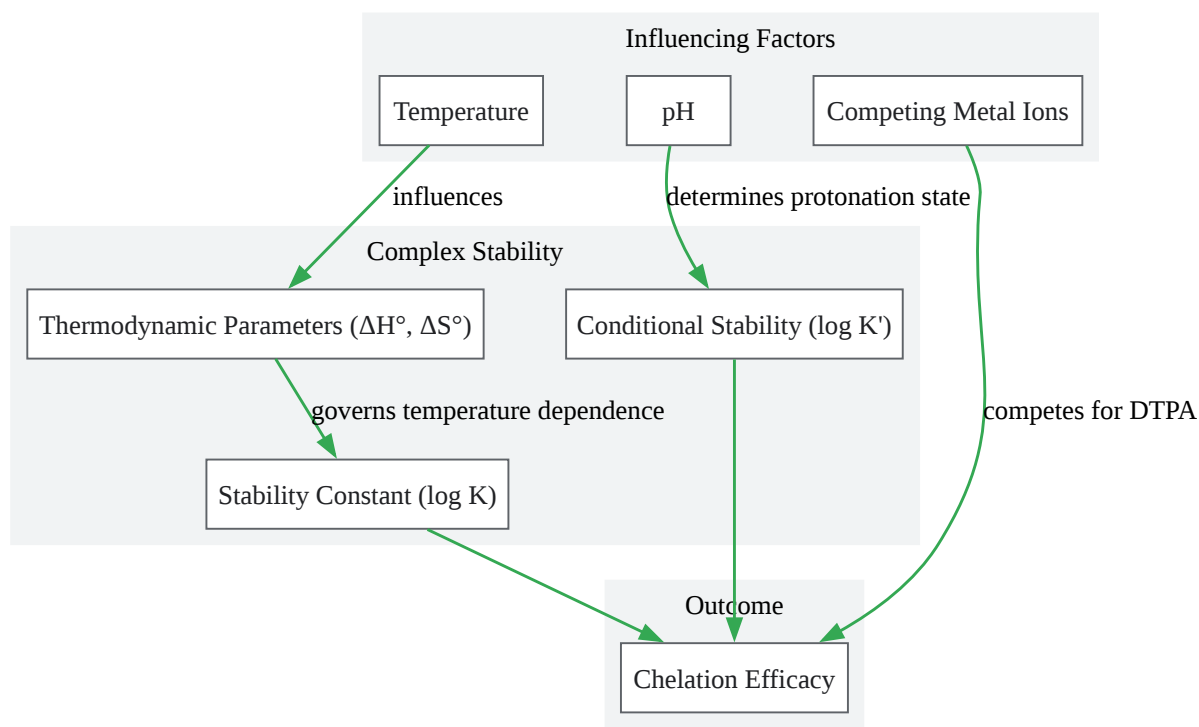 Influencing Factors
Temperature
pH
Competing Metal Ions
influences
determines protonation state
Complex Stability
Thermodynamic Parameters (ΔH°, ΔS°)
Conditional Stability (log K')
governs temperature dependence
competes for DTPA
Stability Constant (log K)
Outcome
Chelation Efficacy